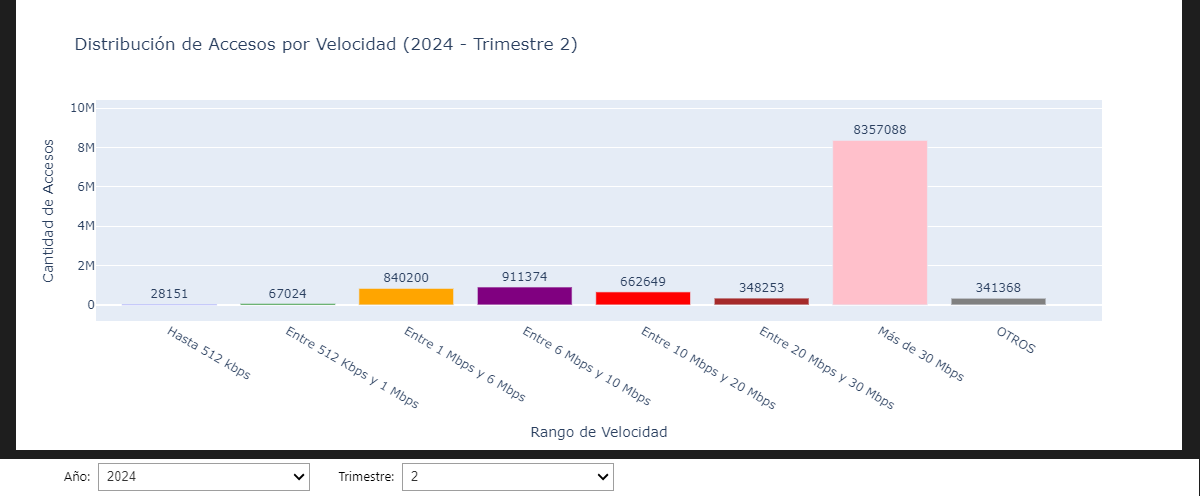 Distribución de Accesos por Velocidad (2024 - Trimestre 2)
10M
8M
6M
4M
2M
0
Cantidad de Accesos
28151
67024
840200
911374
662649
348253
8357088
341368
Hasta 512 kbps
Entre 512 Kbps y 1 Mbps
Entre 1 Mbps y 6 Mbps
Entre 6 Mbps y 10 Mbps
Entre 10 Mbps y 20 Mbps
Entre 20 Mbps y 30 Mbps
Más de 30 Mbps
OTROS
Rango de Velocidad
Año: 2024 Trimestre: 2